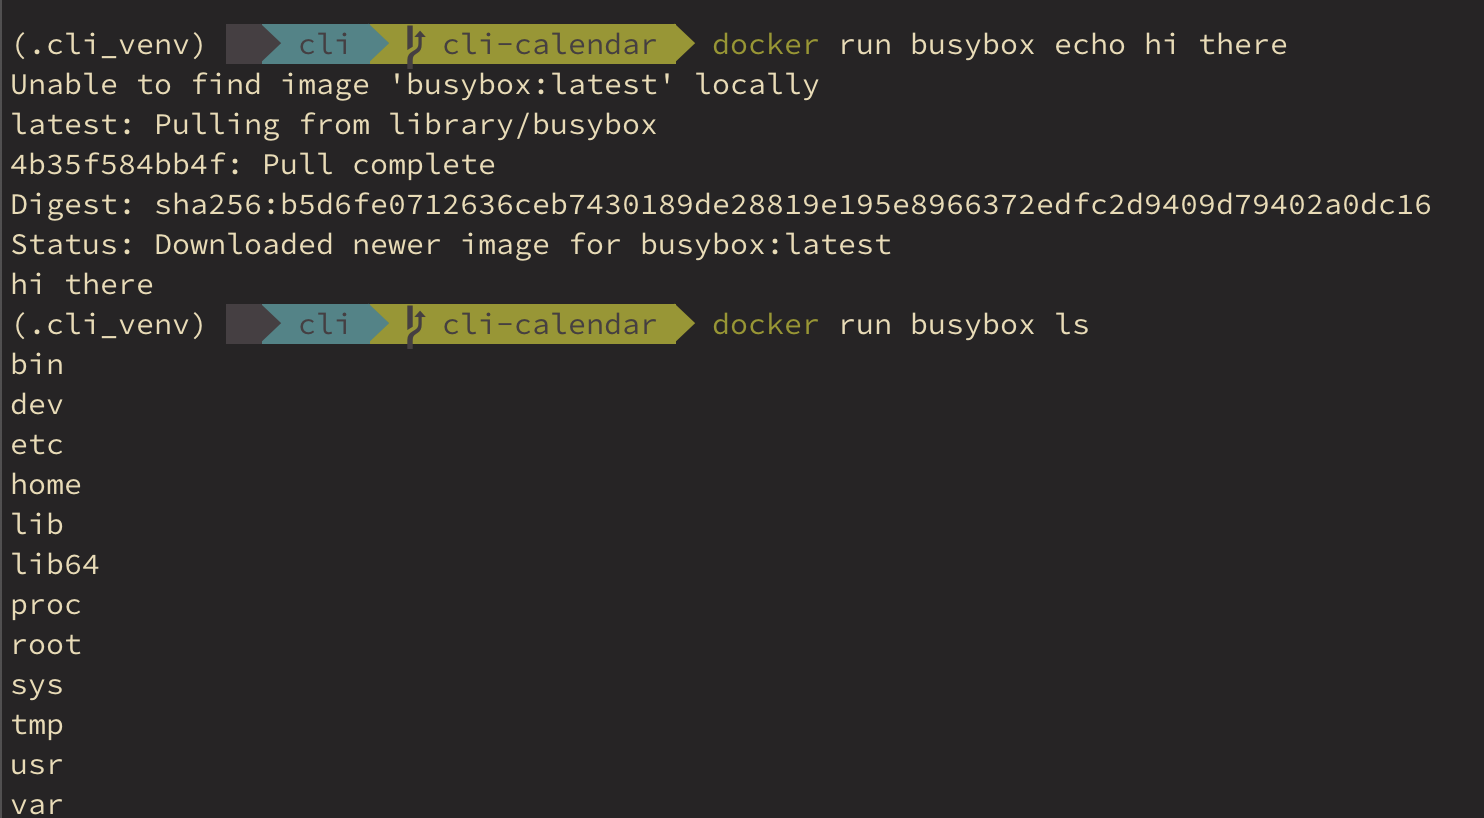 (.cli_venv) cli cli-calendar docker run busybox echo hi there
Unable to find image 'busybox:latest' locally
latest: Pulling from library/busybox
4b35f584bb4f: Pull complete
Digest: sha256:b5d6fe0712636ceb7430189de28819e195e8966372edfc2d9409d79402a0dc16
Status: Downloaded newer image for busybox:latest
hi there
(.cli_venv) cli cli-calendar docker run busybox ls
bin
dev
etc
home
lib
lib64
proc
root
sys
tmp
usr
var